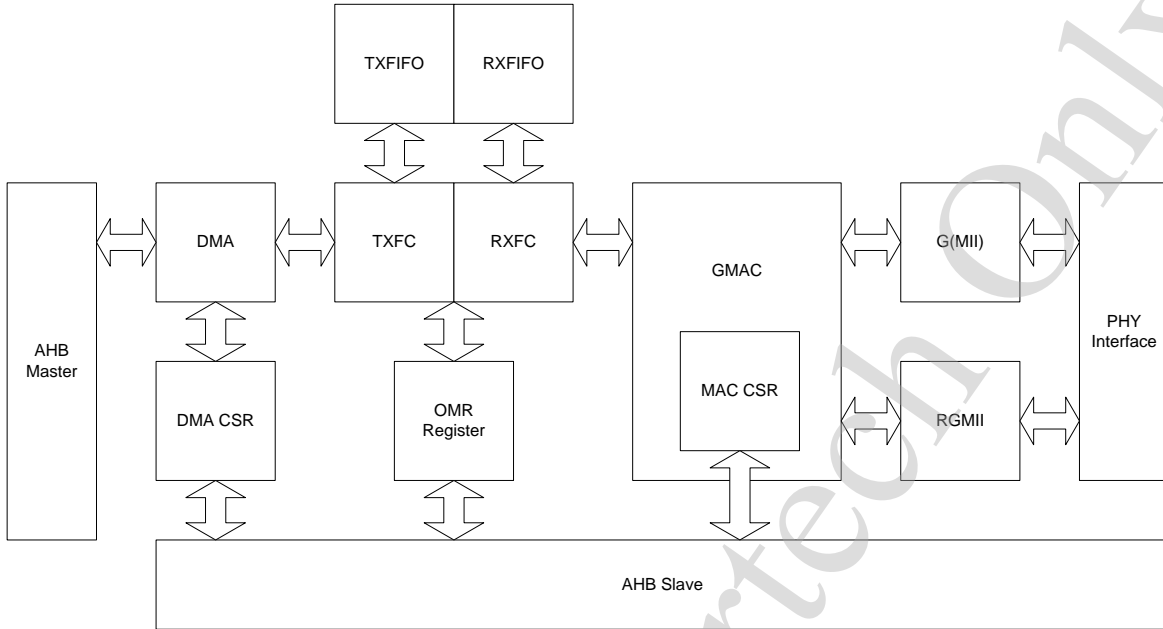 TXFIFO
RXFIFO
DMA
TXFC
RXFC
GMAC
G(MII)
AHB
Master
DMA CSR
OMR
Register
MAC CSR
RGMII
PHY
Interface
AHB Slave
Only